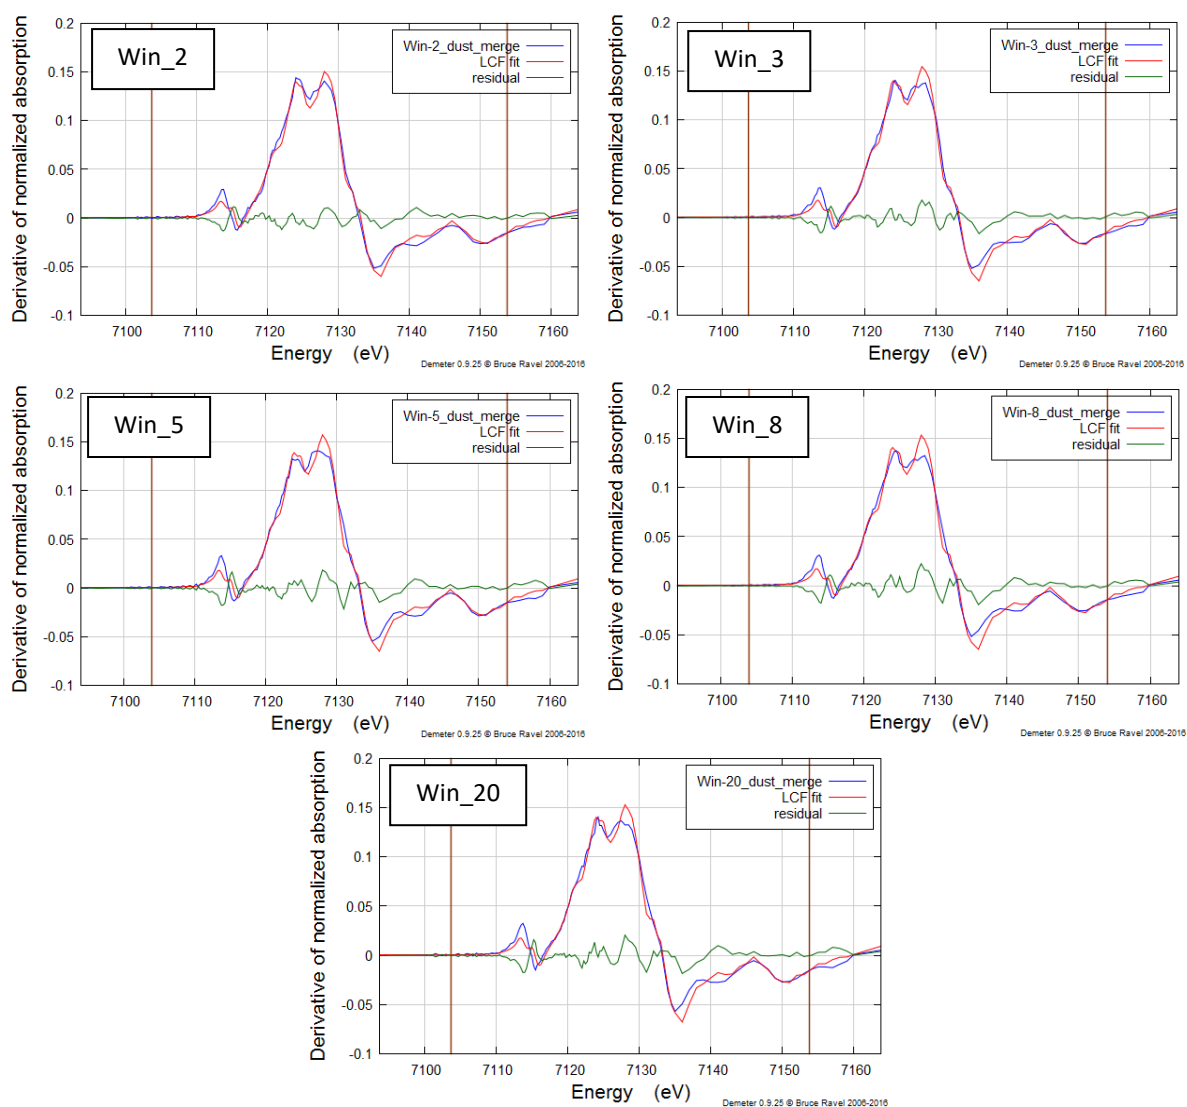 Win_2
Win-2_dust_merge
LCF fit
residual
Derivative of normalized absorption
0.2
0.15
0.1
0.05
0
-0.05
-0.1
7100 7110 7120 7130 7140 7150 7160
Energy (eV)
Demeter 0.9.25 © Bruce Ravel 2006-2016
Win_3
Win-3_dust_merge
LCF fit
residual
Derivative of normalized absorption
0.2
0.15
0.1
0.05
0
-0.05
-0.1
7100 7110 7120 7130 7140 7150 7160
Energy (eV)
Demeter 0.9.25 © Bruce Ravel 2006-2016
Win_5
Win-5_dust_merge
LCF fit
residual
Derivative of normalized absorption
0.2
0.15
0.1
0.05
0
-0.05
-0.1
7100 7110 7120 7130 7140 7150 7160
Energy (eV)
Demeter 0.9.25 © Bruce Ravel 2006-2016
Win_8
Win-8_dust_merge
LCF fit
residual
Derivative of normalized absorption
0.2
0.15
0.1
0.05
0
-0.05
-0.1
7100 7110 7120 7130 7140 7150 7160
Energy (eV)
Demeter 0.9.25 © Bruce Ravel 2006-2016
Win_20
Win-20_dust_merge
LCF fit
residual
Derivative of normalized absorption
0.2
0.15
0.1
0.05
0
-0.05
-0.1
7100 7110 7120 7130 7140 7150 7160
Energy (eV)
Demeter 0.9.25 © Bruce Ravel 2006-2016